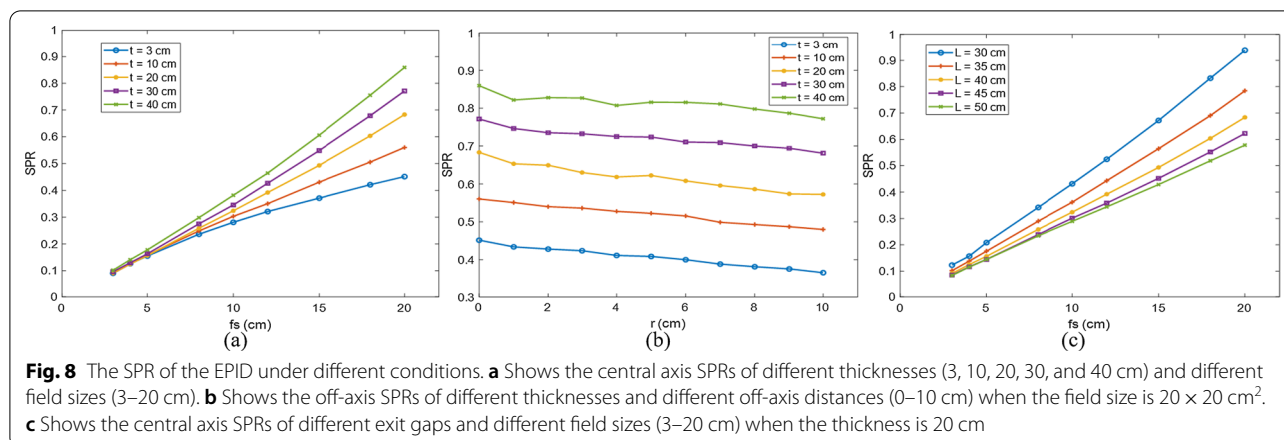 1
0.9
0.8
0.7
0.6
0.5
0.4
0.3
0.2
0.1
0
SPR
t = 3 cm
t = 10 cm
t = 20 cm
t = 30 cm
t = 40 cm
0 5 10 15 20
fs (cm)
(a)
1
0.9
0.8
0.7
0.6
0.5
0.4
0.3
SPR
t = 3 cm
t = 10 cm
t = 20 cm
t = 30 cm
t = 40 cm
0 2 4 6 8 10
r (cm)
(b)
1
0.9
0.8
0.7
0.6
0.5
0.4
0.3
0.2
0.1
0
SPR
L = 30 cm
L = 35 cm
L = 40 cm
L = 45 cm
L = 50 cm
0 5 10 15 20
fs (cm)
(c)
Fig. 8 The SPR of the EPID under different conditions. a Shows the central axis SPRs of different thicknesses (3, 10, 20, 30, and 40 cm) and different
field sizes (3–20 cm). b Shows the off-axis SPRs of different thicknesses and different off-axis distances (0–10 cm) when the field size is 20 × 20 cm².
c Shows the central axis SPRs of different exit gaps and different field sizes (3–20 cm) when the thickness is 20 cm